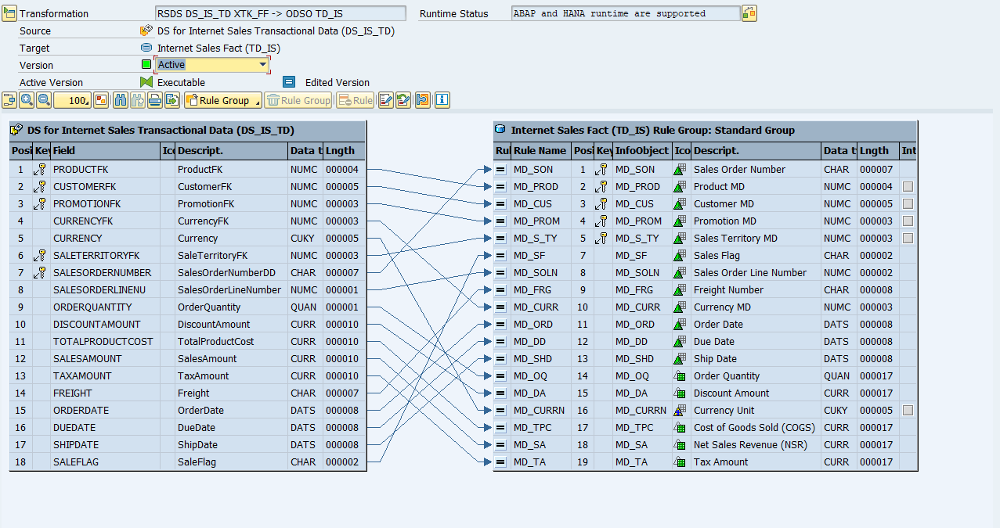 Transformation RSDS DS_IS_TD XTK_FF -> ODSO TD_IS Runtime Status ABAP and HANA runtime are supported
Source DS for Internet Sales Transactional Data (DS_IS_TD)
Target Internet Sales Fact (TD_IS)
Version Active
Active Version Executable Edited Version
100 Rule Group Rule Group Rule
DS for Internet Sales Transactional Data (DS_IS_TD) Internet Sales Fact (TD_IS) Rule Group: Standard Group
Posi Key Field Ico Descript. Data t Lngth Rul Rule Name Posi Key InfoObject Ico Descript. Data t Lngth Int
1 PRODUCTFK ProductFK NUMC 000004 MD_SON 1 MD_SON Sales Order Number CHAR 000007
2 CUSTOMERFK CustomerFK NUMC 000005 MD_PROD 2 MD_PROD Product MD NUMC 000004
3 PROMOTIONFK PromotionFK NUMC 000003 MD_CUS 3 MD_CUS Customer MD NUMC 000005
4 CURRENCYFK CurrencyFK NUMC 000003 MD_PROM 4 MD_PROM Promotion MD NUMC 000003
5 CURRENCY Currency CUKY 000005 MD_S_TY 5 MD_S_TY Sales Territory MD NUMC 000003
6 SALETERRITORYFK SaleTerritoryFK NUMC 000003 MD_SF 7 MD_SF Sales Flag CHAR 000002
7 SALESORDERNUMBER SalesOrderNumberDD CHAR 000007 MD_SOLN 8 MD_SOLN Sales Order Line Number NUMC 000002
8 SALESORDERLINENU SalesOrderLineNumber NUMC 000001 MD_FRG 9 MD_FRG Freight Number CHAR 000008
9 ORDERQUANTITY OrderQuantity QUAN 000001 MD_CURR 10 MD_CURR Currency MD NUMC 000003
10 DISCOUNTAMOUNT DiscountAmount CURR 000010 MD_ORD 11 MD_ORD Order Date DATS 000008
11 TOTALPRODUCTCOST TotalProductCost CURR 000010 MD_DD 12 MD_DD Due Date DATS 000008
12 SALESAMOUNT SalesAmount CURR 000010 MD_SHD 13 MD_SHD Ship Date DATS 000008
13 TAXAMOUNT TaxAmount CURR 000010 MD_OQ 14 MD_OQ Order Quantity QUAN 000017
14 FREIGHT Freight CHAR 000007 MD_DA 15 MD_DA Discount Amount CURR 000017
15 ORDERDATE OrderDate DATS 000008 MD_CURRN 16 MD_CURRN Currency Unit CUKY 000005
16 DUEDATE DueDate DATS 000008 MD_TPC 17 MD_TPC Cost of Goods Sold (COGS) CURR 000017
17 SHIPDATE ShipDate DATS 000008 MD_SA 18 MD_SA Net Sales Revenue (NSR) CURR 000017
18 SALEFLAG SaleFlag CHAR 000002 MD_TA 19 MD_TA Tax Amount CURR 000017